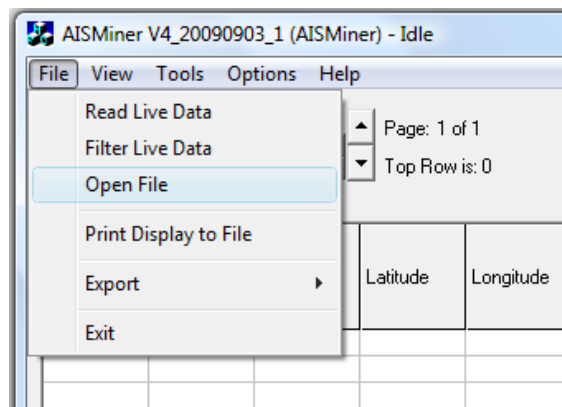 AISMiner V4_20090903_1 (AISMiner) - Idle
File View Tools Options Help
Read Live Data
Filter Live Data
Open File
Print Display to File
Export
Exit
Page: 1 of 1
Top Row is: 0
Latitude Longitude